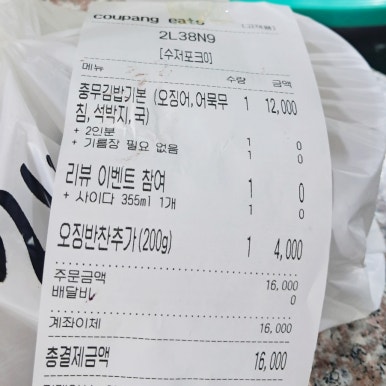 coupang eats [고객용]
2L38N9
[수저포크O]
메뉴 수량 금액
충무김밥기본 (오징어,어묵무 1 12,000
침,석박지,국)
+ 2인분 1 0
+ 기름장 필요 없음 1 0
리뷰 이벤트 참여 1 0
+ 사이다 355ml 1개 1 0
오징반찬추가(200g) 1 4,000
주문금액 16,000
배달비 0
계좌이체 16,000
총결제금액 16,000